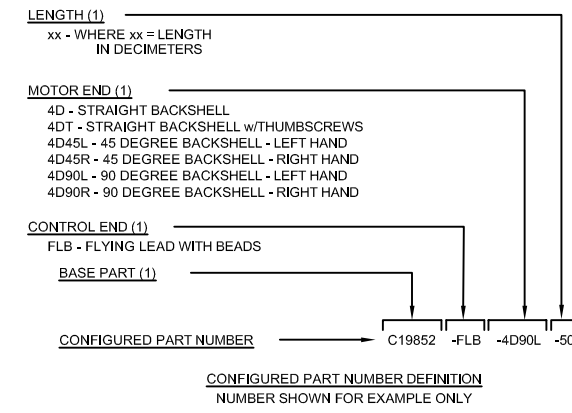 LENGTH (1)
xx - WHERE xx = LENGTH
IN DECIMETERS
MOTOR END (1)
4D - STRAIGHT BACKSHELL
4DT - STRAIGHT BACKSHELL w/THUMBSCREWS
4D45L - 45 DEGREE BACKSHELL - LEFT HAND
4D45R - 45 DEGREE BACKSHELL - RIGHT HAND
4D90L - 90 DEGREE BACKSHELL - LEFT HAND
4D90R - 90 DEGREE BACKSHELL - RIGHT HAND
CONTROL END (1)
FLB - FLYING LEAD WITH BEADS
BASE PART (1)
CONFIGURED PART NUMBER C19852 -FLB -4D90L -50
CONFIGURED PART NUMBER DEFINITION
NUMBER SHOWN FOR EXAMPLE ONLY